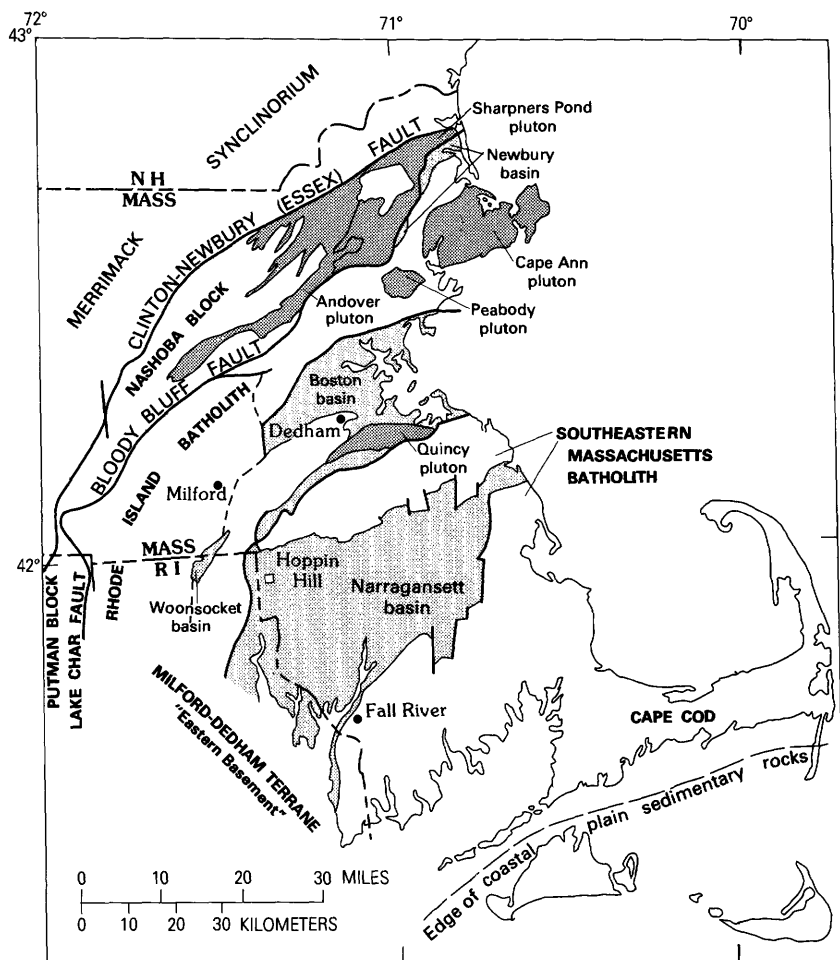 72°
71°
70°
43°
SYNCLINORIUM
Sharpners Pond
pluton
Newbury
basin
FAULT
N H
MASS
(ESSEX)
CLINTON-NEWBURY
MERRIMACK
Cape Ann
pluton
Andover
pluton
Peabody
pluton
NASHOBA BLOCK
BLOODY BLUFF FAULT
Boston
basin
Dedham
Quincy
pluton
SOUTHEASTERN
MASSACHUSETTS
BATHOLITH
ISLAND BATHOLITH
Milford
42°
MASS
R I
RHODE
Hoppin
Hill
Narragansett
basin
Woonsocket
basin
PUTMAN BLOCK
LAKE CHAR FAULT
MILFORD-DEDHAM TERRANE
"Eastern Basement"
Fall River
CAPE COD
Edge of coastal plain sedimentary rocks
0 10 20 30 MILES
0 10 20 30 KILOMETERS